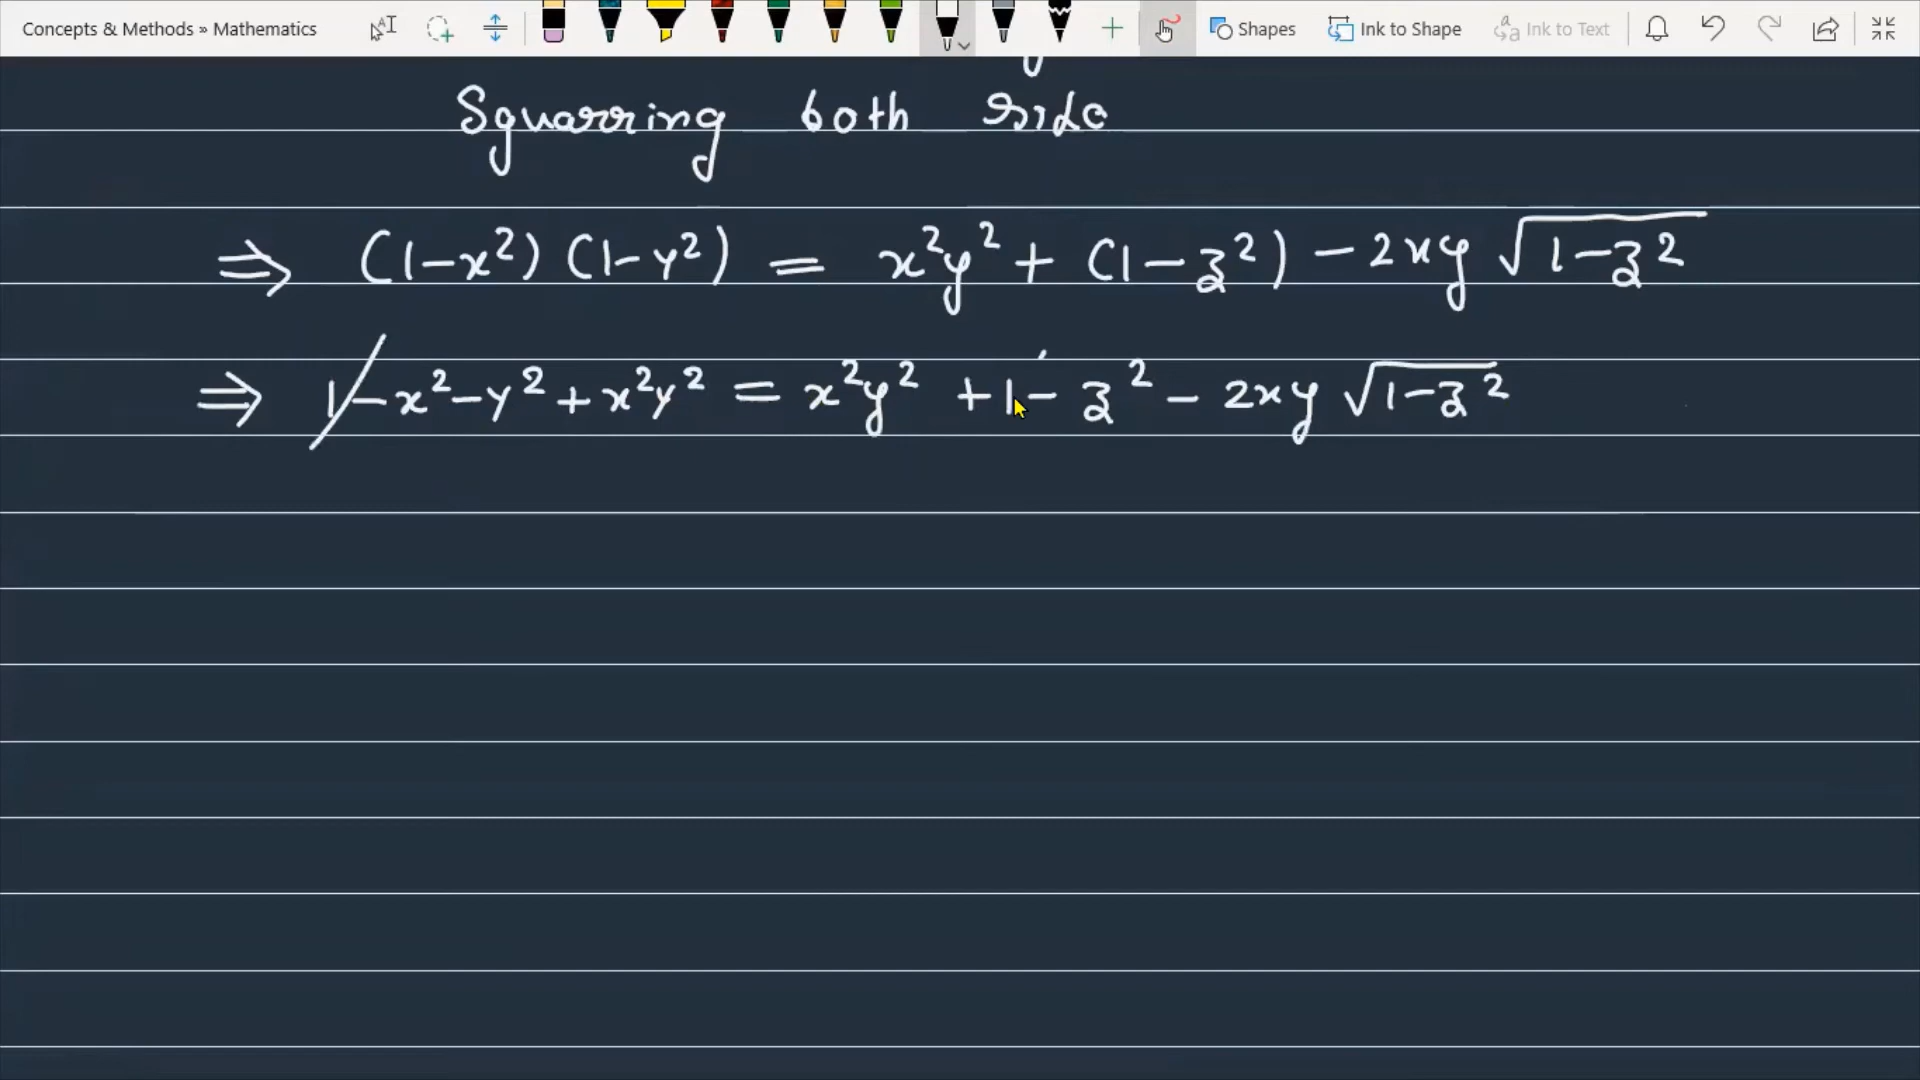 Concepts & Methods » Mathematics Shapes Ink to Shape Ink to Text
Squarring both side
⇒ (1-x²) (1-y²) = x²y² + (1-z²) - 2xy √1-z²
⇒ 1-x²-y²+x²y² = x²y² +1- z² - 2xy √1-z²